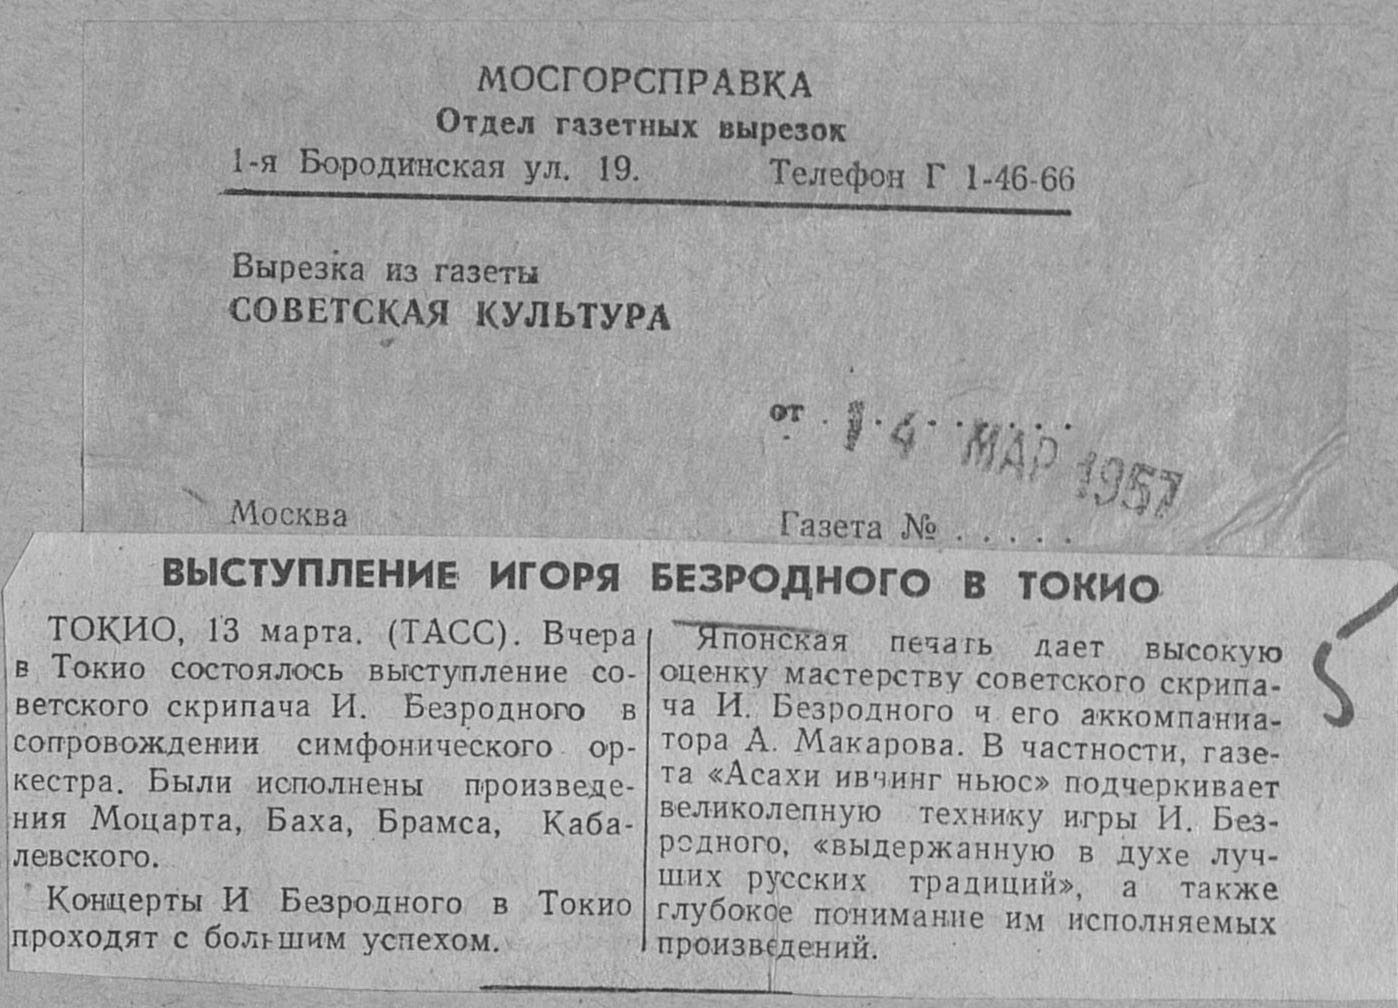 МОСГОРСПРАВКА
Отдел газетных вырезок
1-я Бородинская ул. 19. Телефон Г 1-46-66
Вырезка из газеты
СОВЕТСКАЯ КУЛЬТУРА
от . . . . . . .
14 МАР 1957
Москва Газета № . . . . .
ВЫСТУПЛЕНИЕ ИГОРЯ БЕЗРОДНОГО В ТОКИО
ТОКИО, 13 марта. (ТАСС). Вчера
в Токио состоялось выступление со-
ветского скрипача И. Безродного в
сопровождении симфонического ор-
кестра. Были исполнены произведе-
ния Моцарта, Баха, Брамса, Каба-
левского.
Концерты И Безродного в Токио
проходят с большим успехом.
Японская печать дает высокую
оценку мастерству советского скрипа-
ча И. Безродного и его аккомпаниа-
тора А. Макарова. В частности, газе-
та «Асахи ивнинг ньюс» подчеркивает
великолепную технику игры И. Без-
родного, «выдержанную в духе луч-
ших русских традиций», а также
глубокое понимание им исполняемых
произведений.
5